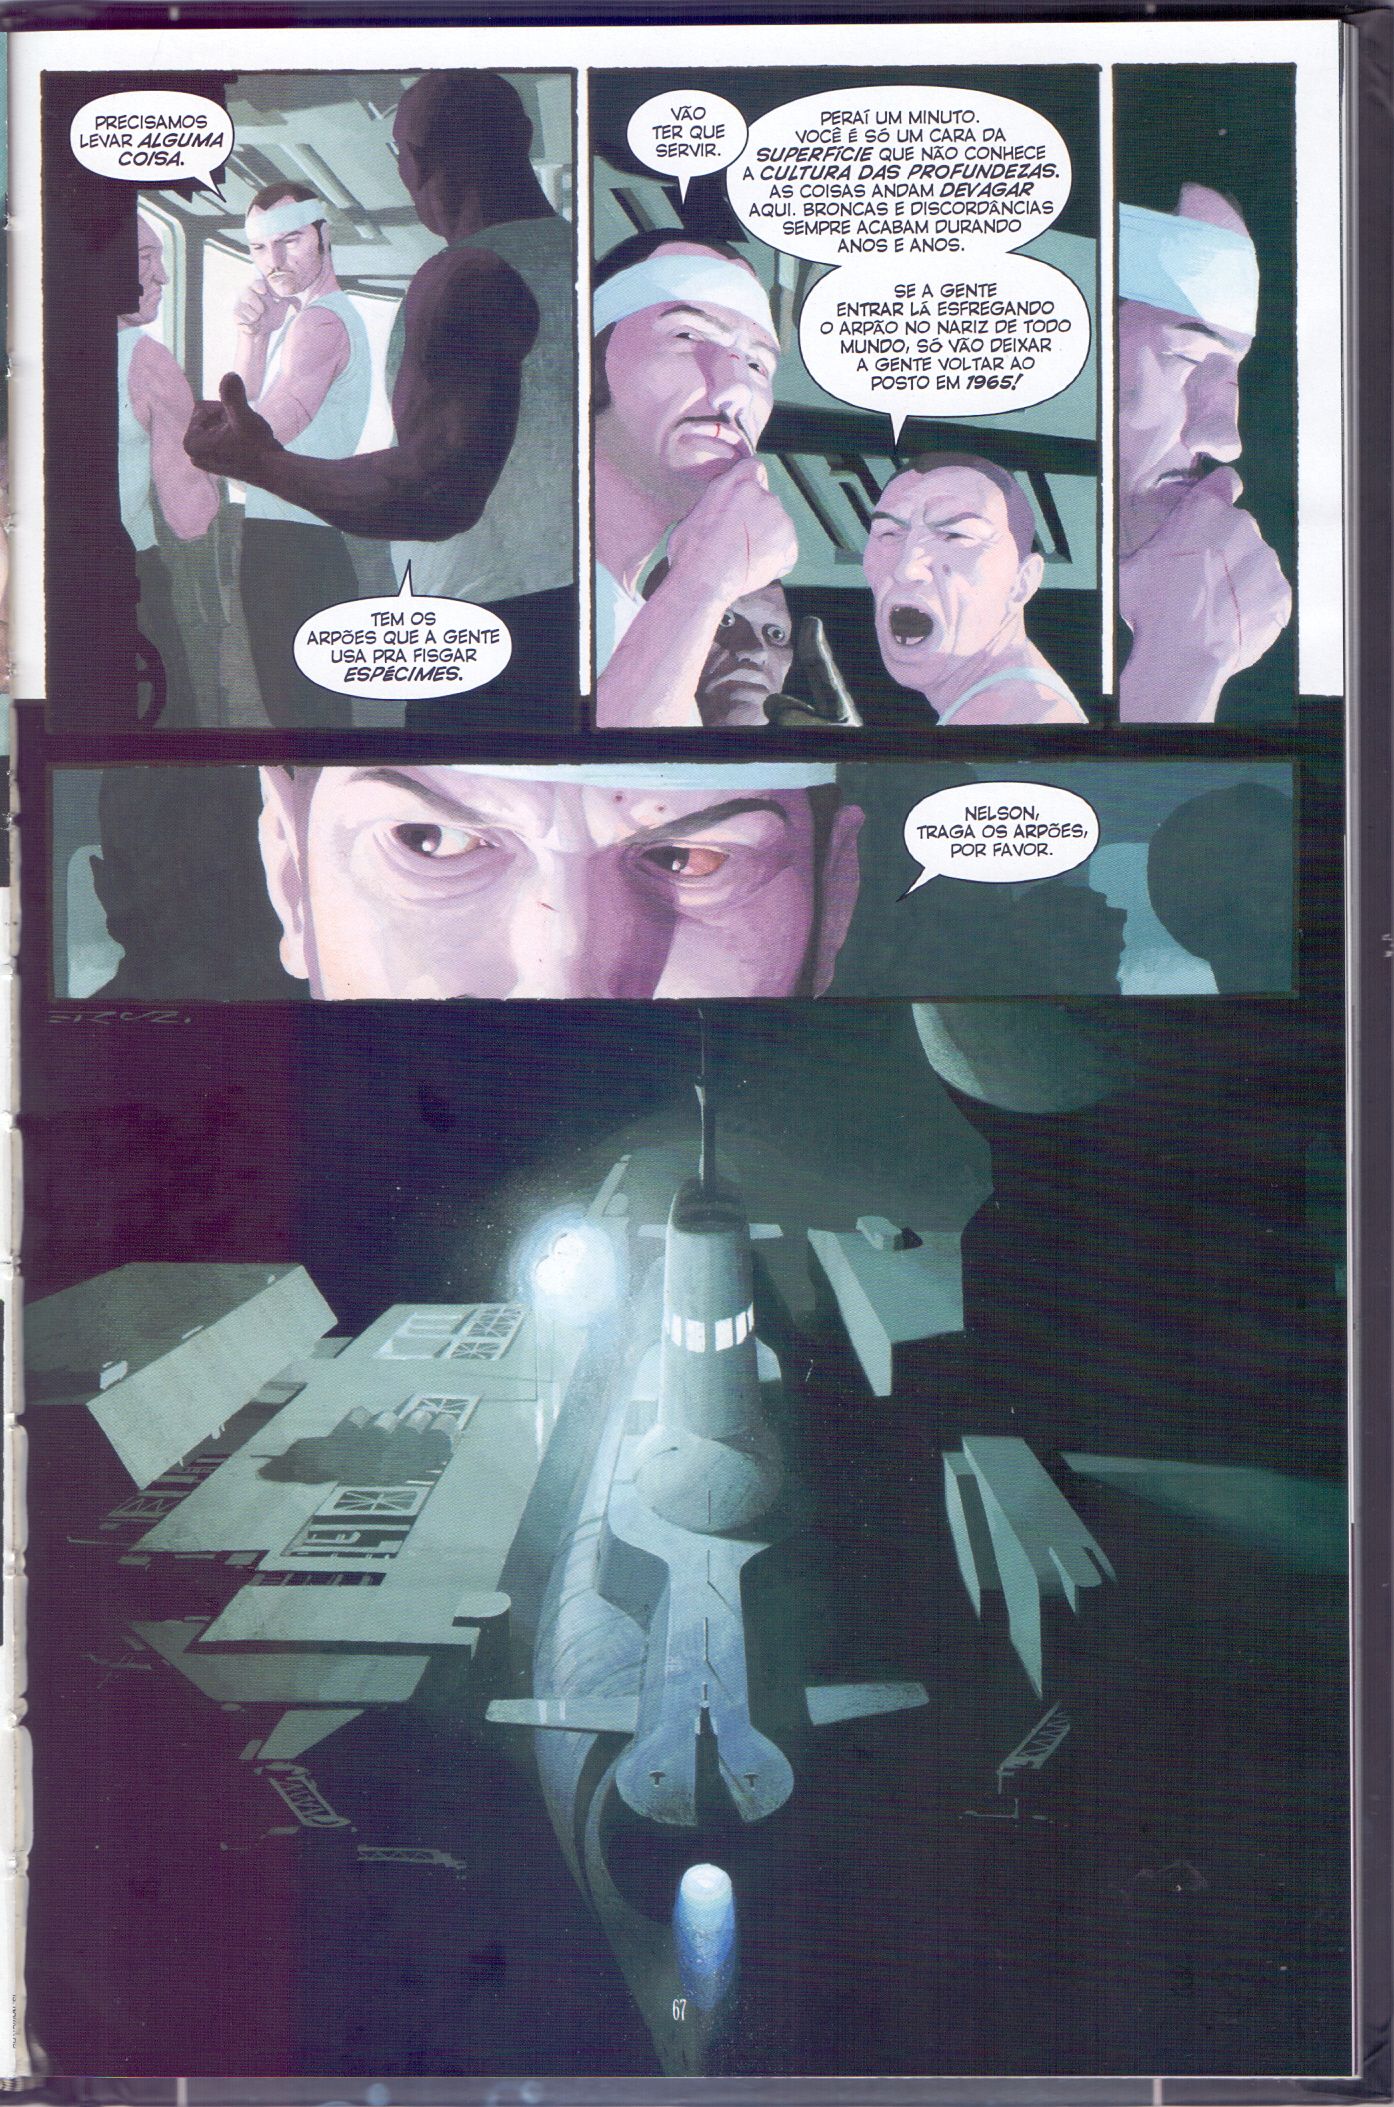 PRECISAMOS
LEVAR ALGUMA
COISA.
TEM OS
ARPÕES QUE A GENTE
USA PRA FISGAR
ESPÉCIMES.
VÃO
TER QUE
SERVIR.
PERAÍ UM MINUTO.
VOCÊ É SÓ UM CARA DA
SUPERFÍCIE QUE NÃO CONHECE
A CULTURA DAS PROFUNDEZAS.
AS COISAS ANDAM DEVAGAR
AQUI. BRONCAS E DISCORDÂNCIAS
SEMPRE ACABAM DURANDO
ANOS E ANOS.
SE A GENTE
ENTRAR LÁ ESFREGANDO
O ARPÃO NO NARIZ DE TODO
MUNDO, SÓ VÃO DEIXAR
A GENTE VOLTAR AO
POSTO EM 1965!
NELSON,
TRAGA OS ARPÕES,
POR FAVOR.
67